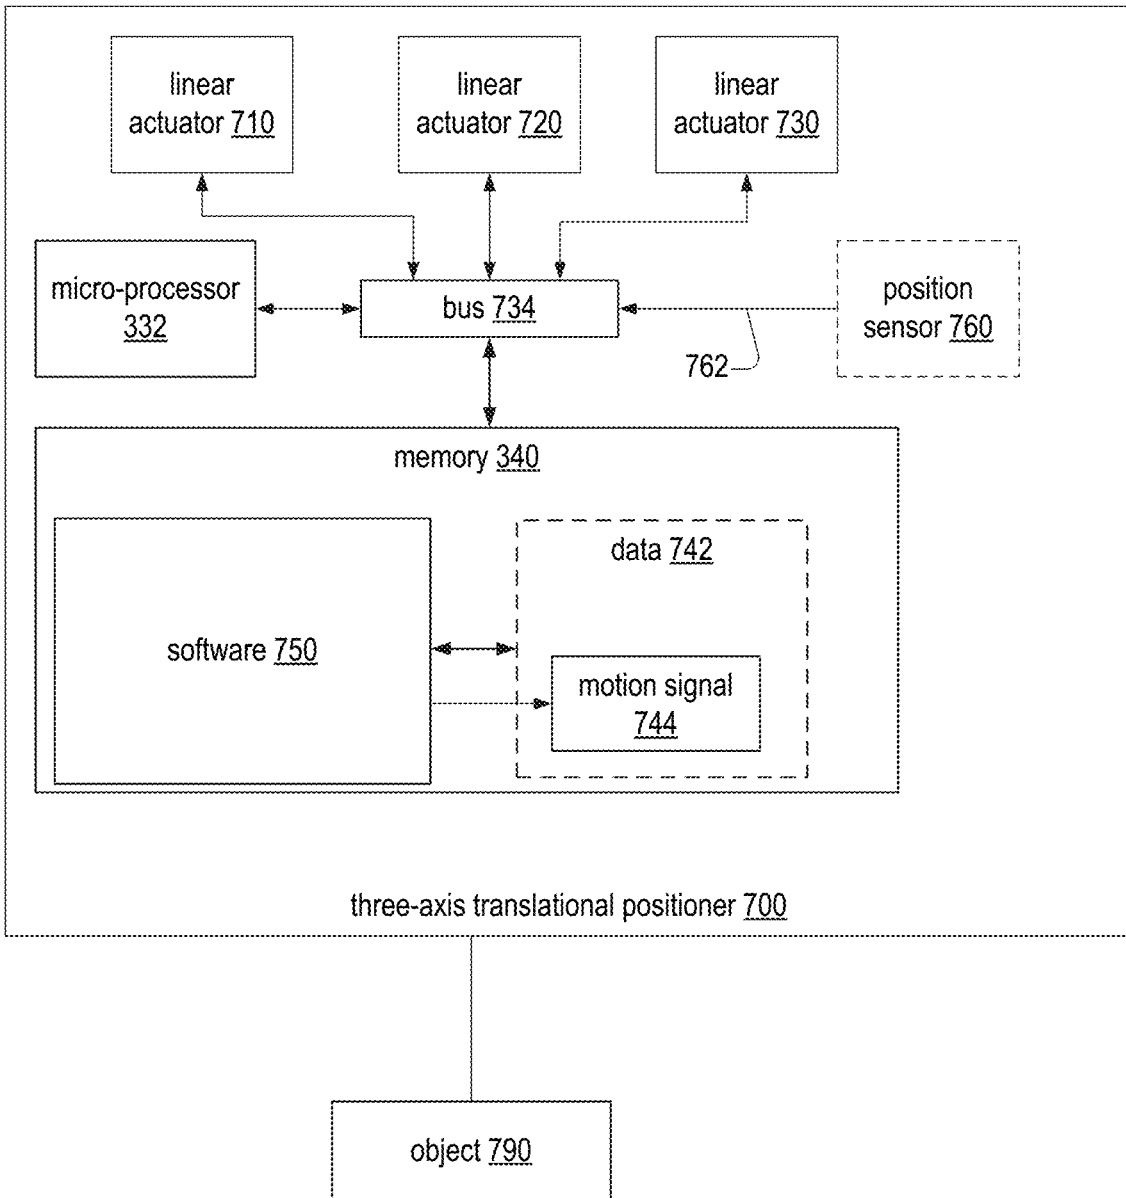 linear
actuator 710
linear
actuator 720
linear
actuator 730
micro-processor
332
bus 734
position
sensor 760
762
memory 340
software 750
data 742
motion signal
744
three-axis translational positioner 700
object 790